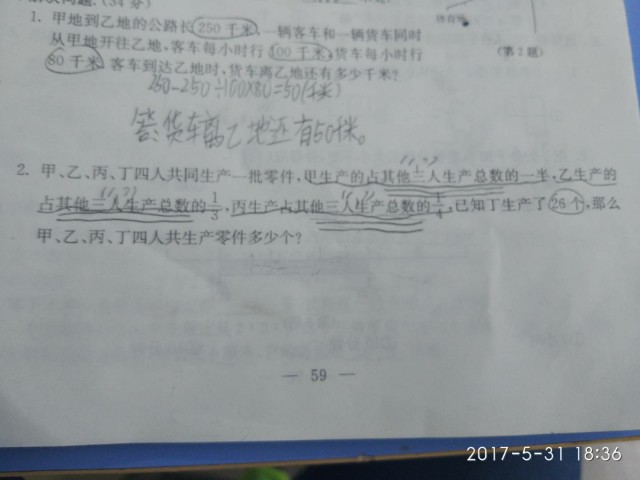 (34分)
1. 甲地到乙地的公路长250千米,一辆客车和一辆货车同时
从甲地开往乙地,客车每小时行100千米,货车每小时行
80千米,客车到达乙地时,货车离乙地还有多少千米?
(第2题)
250-250÷100×80=50(千米)
答:货车离乙地还有50千米。
2. 甲、乙、丙、丁四人共同生产一批零件,甲生产的占其他三人生产总数的一半,乙生产的
占其他三人生产总数的1/3,丙生产占其他三人生产总数的1/4,已知丁生产了26个,那么
甲、乙、丙、丁四人共生产零件多少个?
— 59 —
2017-5-31 18:36